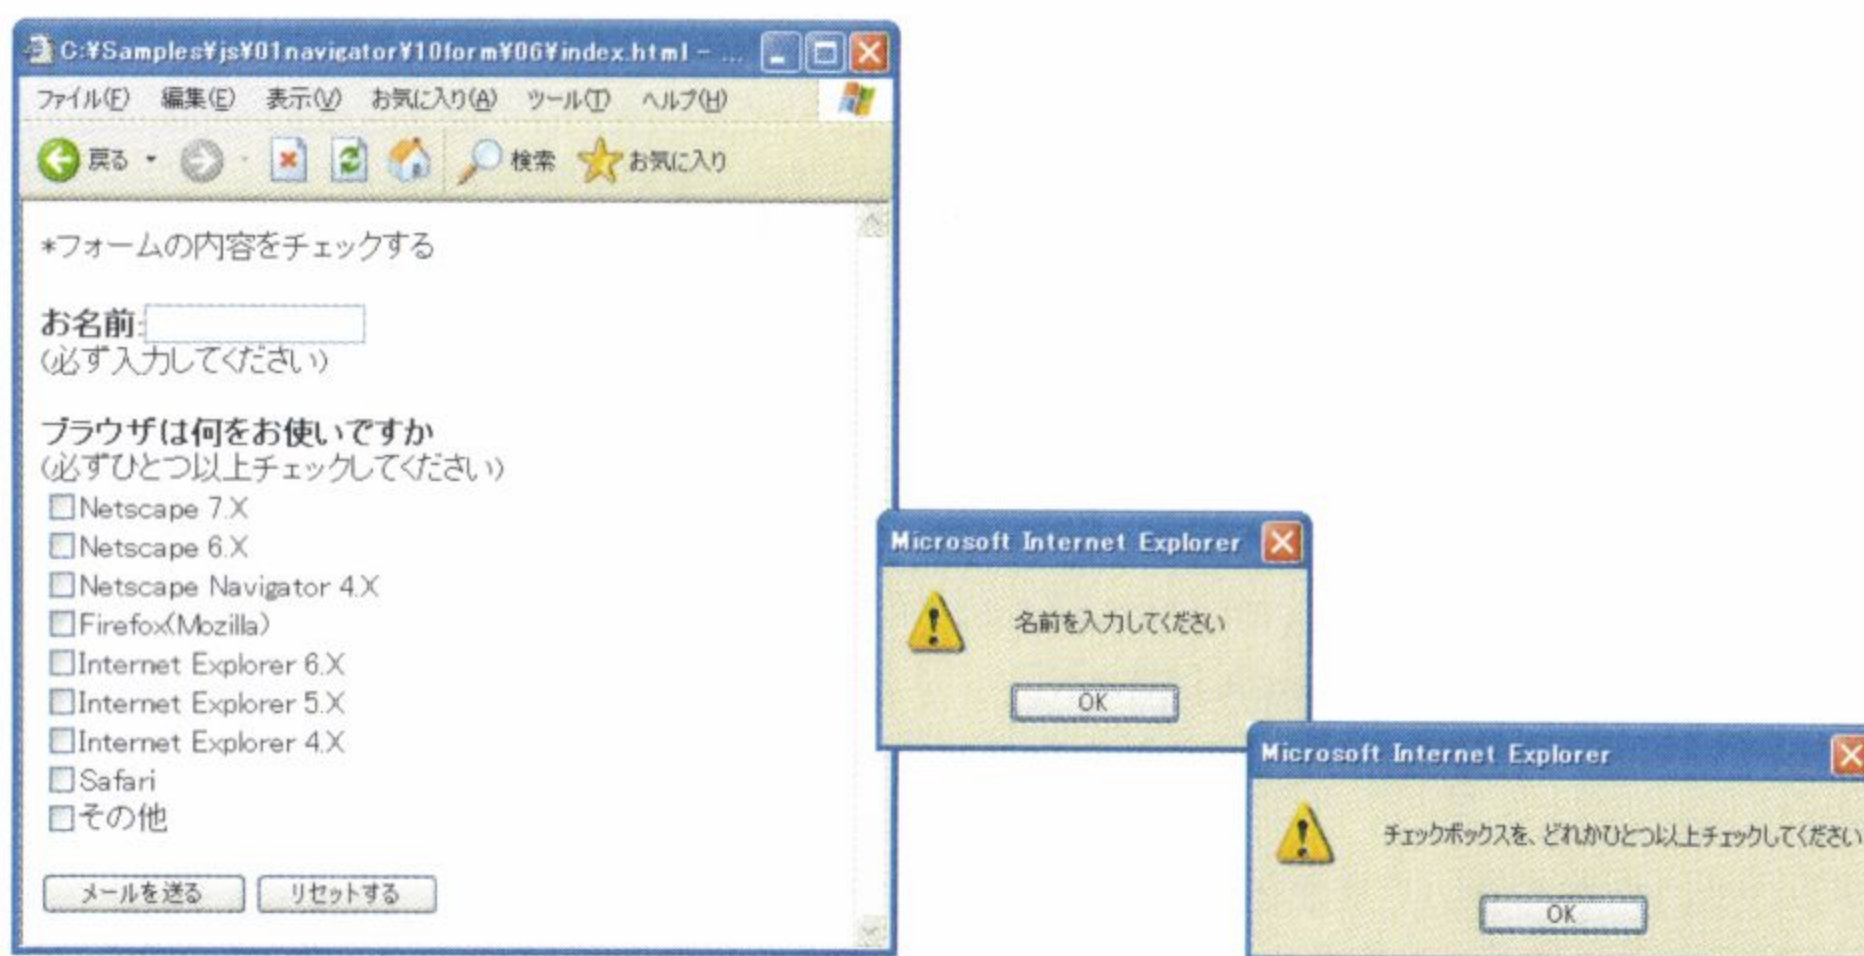 C:¥Samples¥js¥01navigator¥10form¥06¥index.html - ...
ファイル(F) 編集(E) 表示(V) お気に入り(A) ツール(T) ヘルプ(H)
戻る 検索 お気に入り
*フォームの内容をチェックする
お名前:
(必ず入力してください)
ブラウザは何をお使いですか
(必ずひとつ以上チェックしてください)
Netscape 7.X
Netscape 6.X
Netscape Navigator 4.X
Firefox(Mozilla)
Internet Explorer 6.X
Internet Explorer 5.X
Internet Explorer 4.X
Safari
その他
メールを送る リセットする
Microsoft Internet Explorer
名前を入力してください
OK
Microsoft Internet Explorer
チェックボックスを、どれかひとつ以上チェックしてください
OK